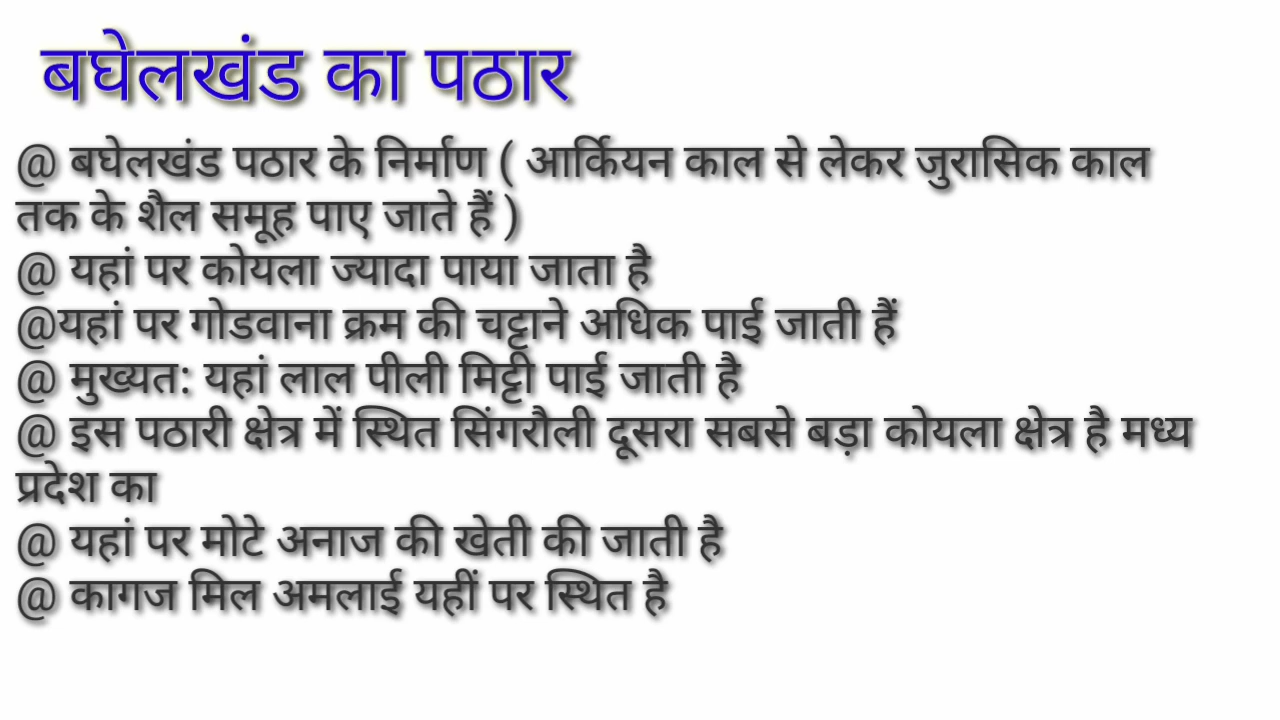 बघेलखंड का पठार
@ बघेलखंड पठार के निर्माण ( आर्कियन काल से लेकर जुरासिक काल
तक के शैल समूह पाए जाते हैं )
@ यहां पर कोयला ज्यादा पाया जाता है
@यहां पर गोडवाना क्रम की चट्टाने अधिक पाई जाती हैं
@ मुख्यत: यहां लाल पीली मिट्टी पाई जाती है
@ इस पठारी क्षेत्र में स्थित सिंगरौली दूसरा सबसे बड़ा कोयला क्षेत्र है मध्य
प्रदेश का
@ यहां पर मोटे अनाज की खेती की जाती है
@ कागज मिल अमलाई यहीं पर स्थित है